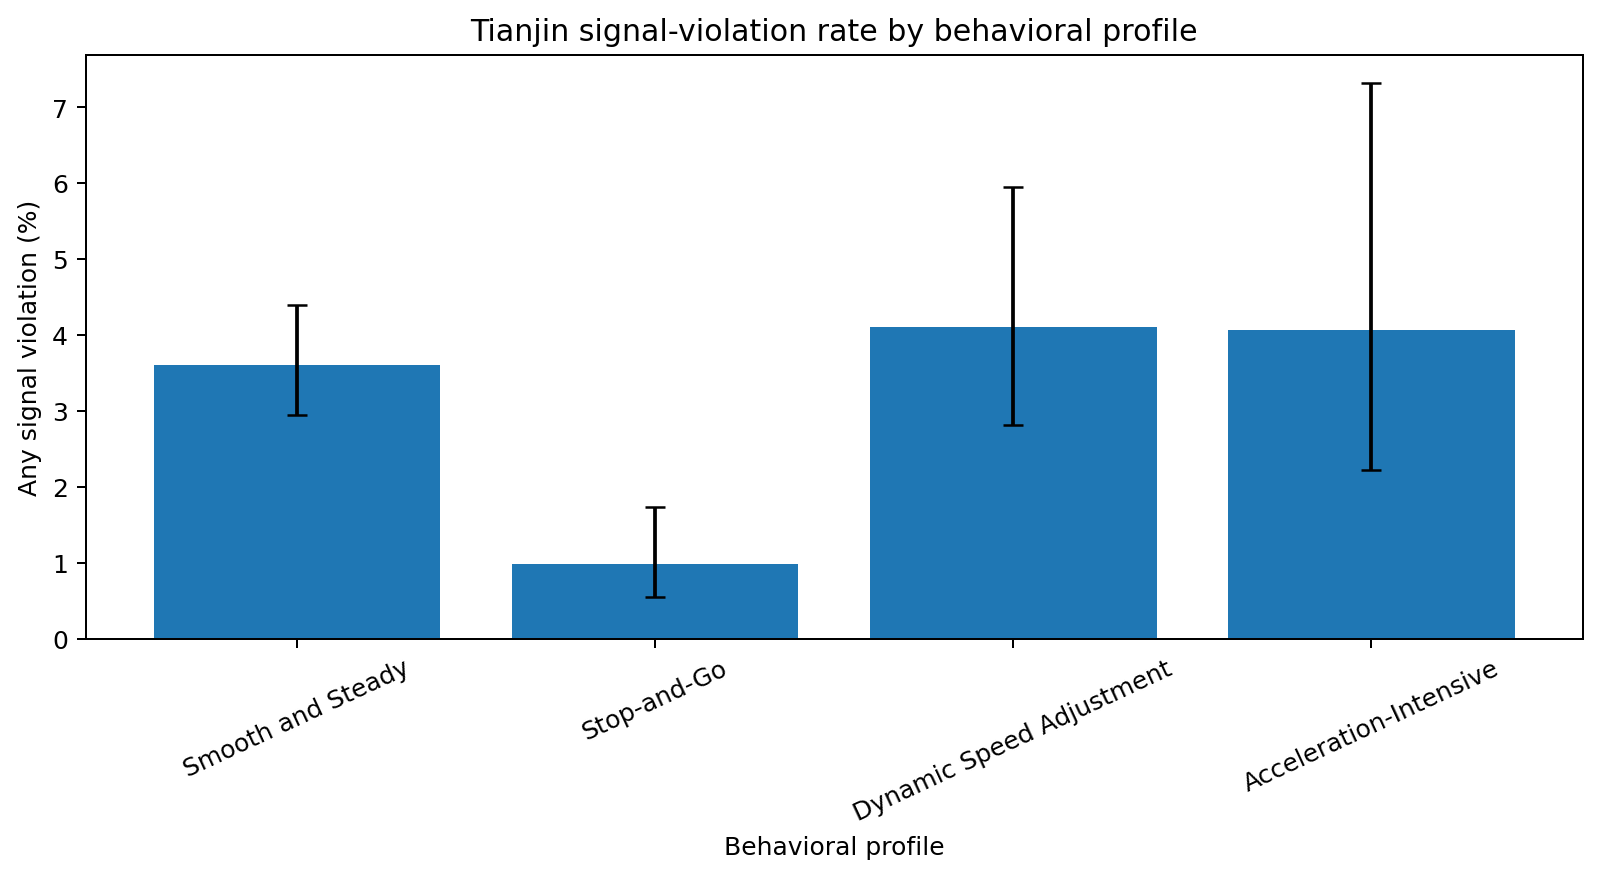 Tianjin signal-violation rate by behavioral profile
Any signal violation (%)
7
6
5
4
3
2
1
0
Smooth and Steady
Stop-and-Go
Dynamic Speed Adjustment
Acceleration-Intensive
Behavioral profile